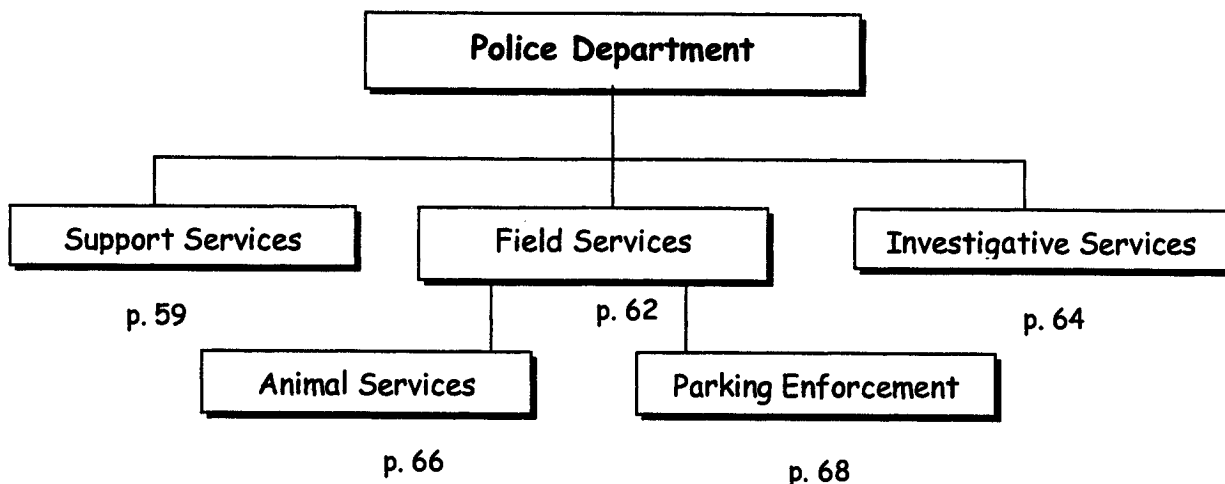 Police Department
Support Services
Field Services
Investigative Services
p. 59
p. 62
p. 64
Animal Services
Parking Enforcement
p. 66
p. 68